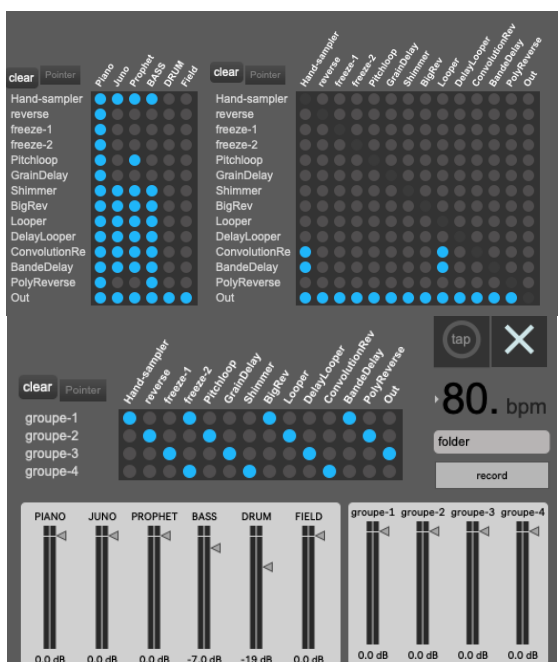 Piano Juno Prophet BASS DRUM Field
clear Pointer
Hand-sampler
reverse
freeze-1
freeze-2
Pitchloop
GrainDelay
Shimmer
BigRev
Looper
DelayLooper
ConvolutionRe
BandeDelay
PolyReverse
Out
Hand-sampler reverse freeze-1 freeze-2 Pitchloop GrainDelay Shimmer BigRev Looper DelayLooper ConvolutionRev BandeDelay PolyReverse Out
clear Pointer
Hand-sampler
reverse
freeze-1
freeze-2
Pitchloop
GrainDelay
Shimmer
BigRev
Looper
DelayLooper
ConvolutionRe
BandeDelay
PolyReverse
Out
Hand-sampler reverse freeze-1 freeze-2 Pitchloop GrainDelay Shimmer BigRev Looper DelayLooper ConvolutionRev BandeDelay PolyReverse Out
clear Pointer
groupe-1
groupe-2
groupe-3
groupe-4
tap
80. bpm
folder
record
PIANO JUNO PROPHET BASS DRUM FIELD
0.0 dB 0.0 dB 0.0 dB -7.0 dB -19 dB 0.0 dB
groupe-1 groupe-2 groupe-3 groupe-4
0.0 dB 0.0 dB 0.0 dB 0.0 dB